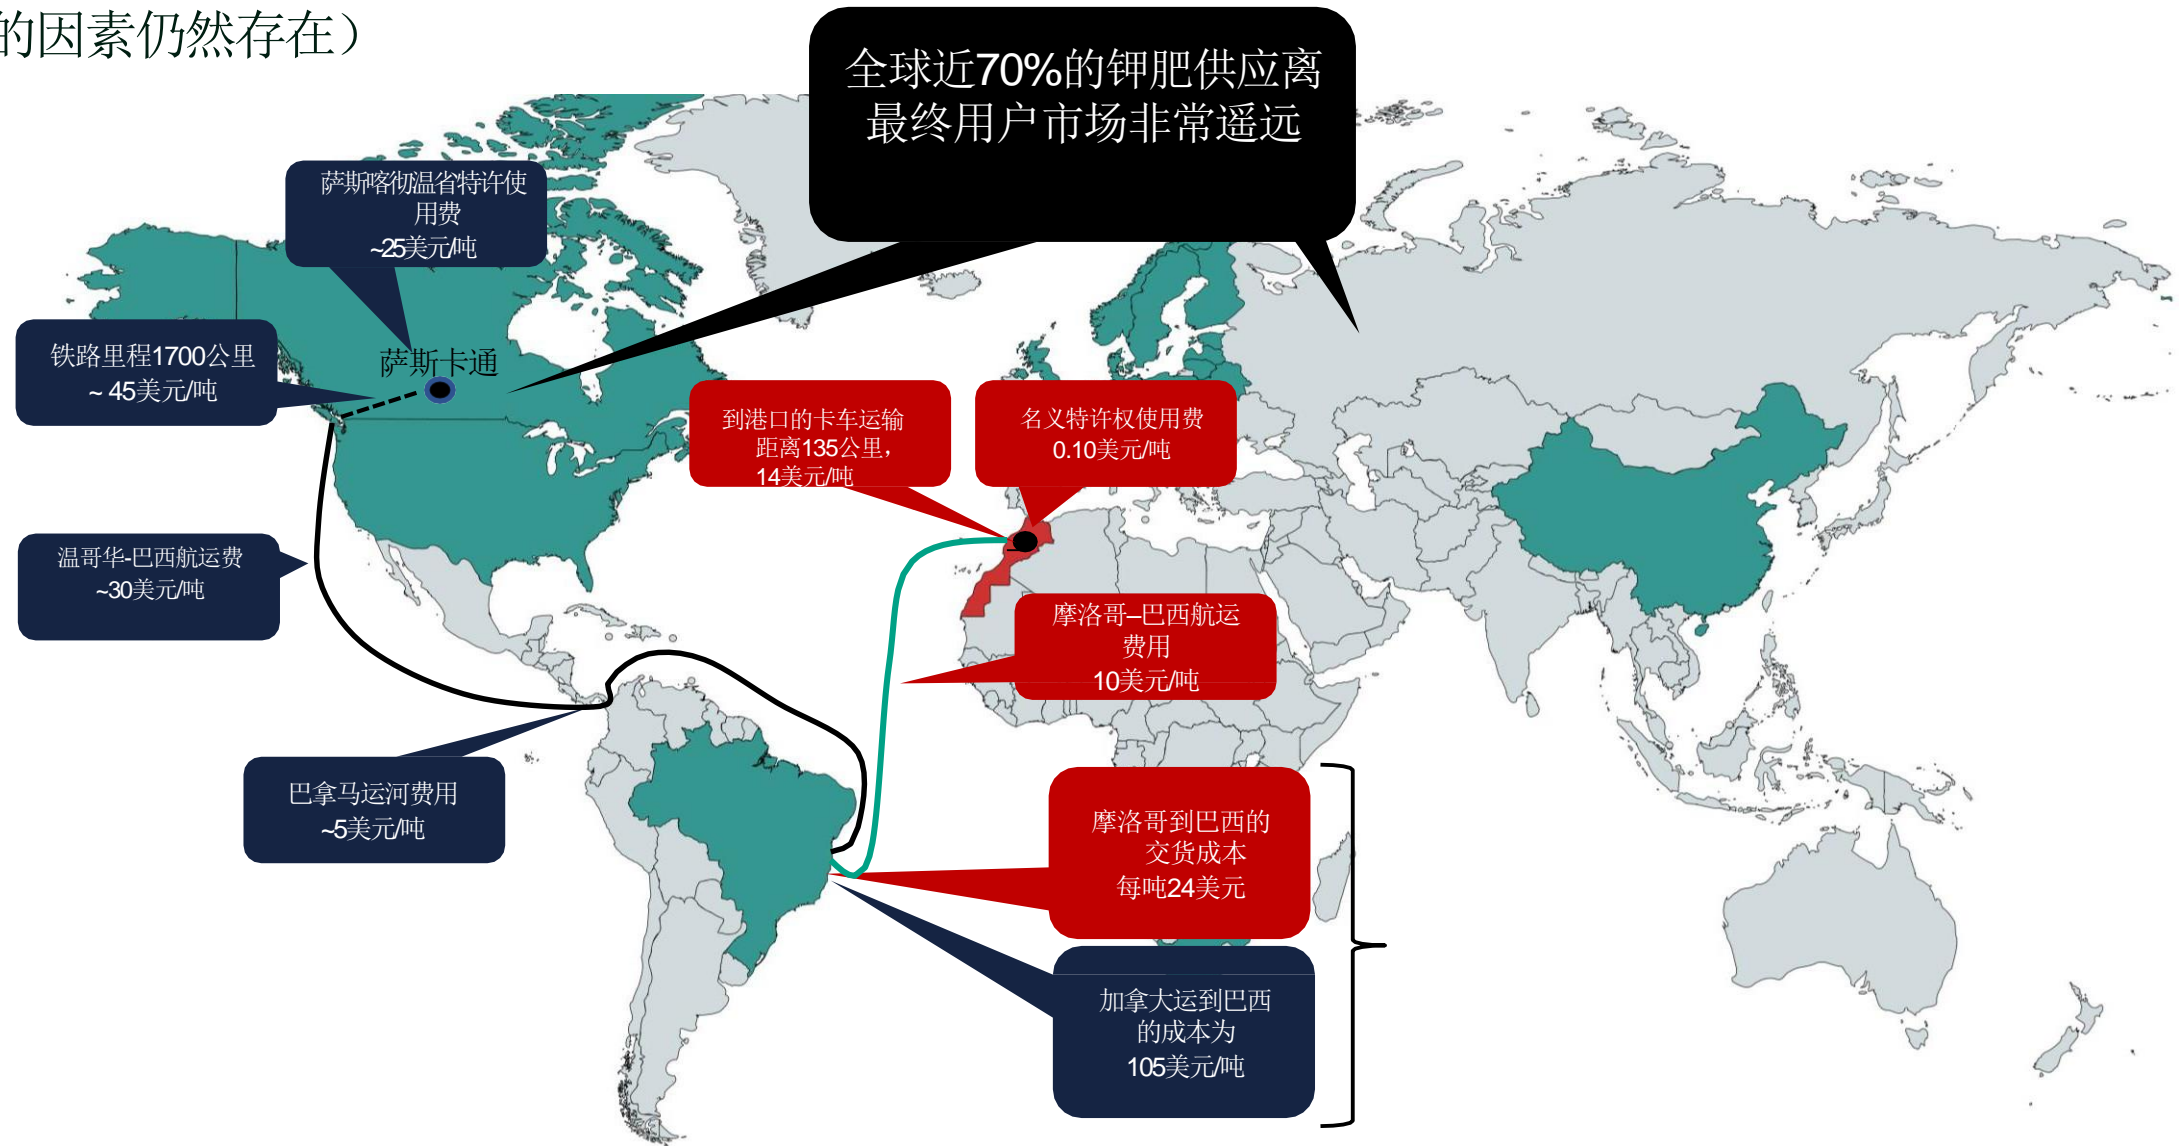 的因素仍然存在）
全球近70%的钾肥供应离
最终用户市场非常遥远
萨斯喀彻温省特许使
用费
~25美元/吨
铁路里程1700公里
~ 45美元/吨
萨斯卡通
到港口的卡车运输
距离135公里，
14美元/吨
名义特许权使用费
0.10美元/吨
温哥华-巴西航运费
~30美元/吨
摩洛哥–巴西航运
费用
10美元/吨
巴拿马运河费用
~5美元/吨
摩洛哥到巴西的
交货成本
每吨24美元
加拿大运到巴西
的成本为
105美元/吨